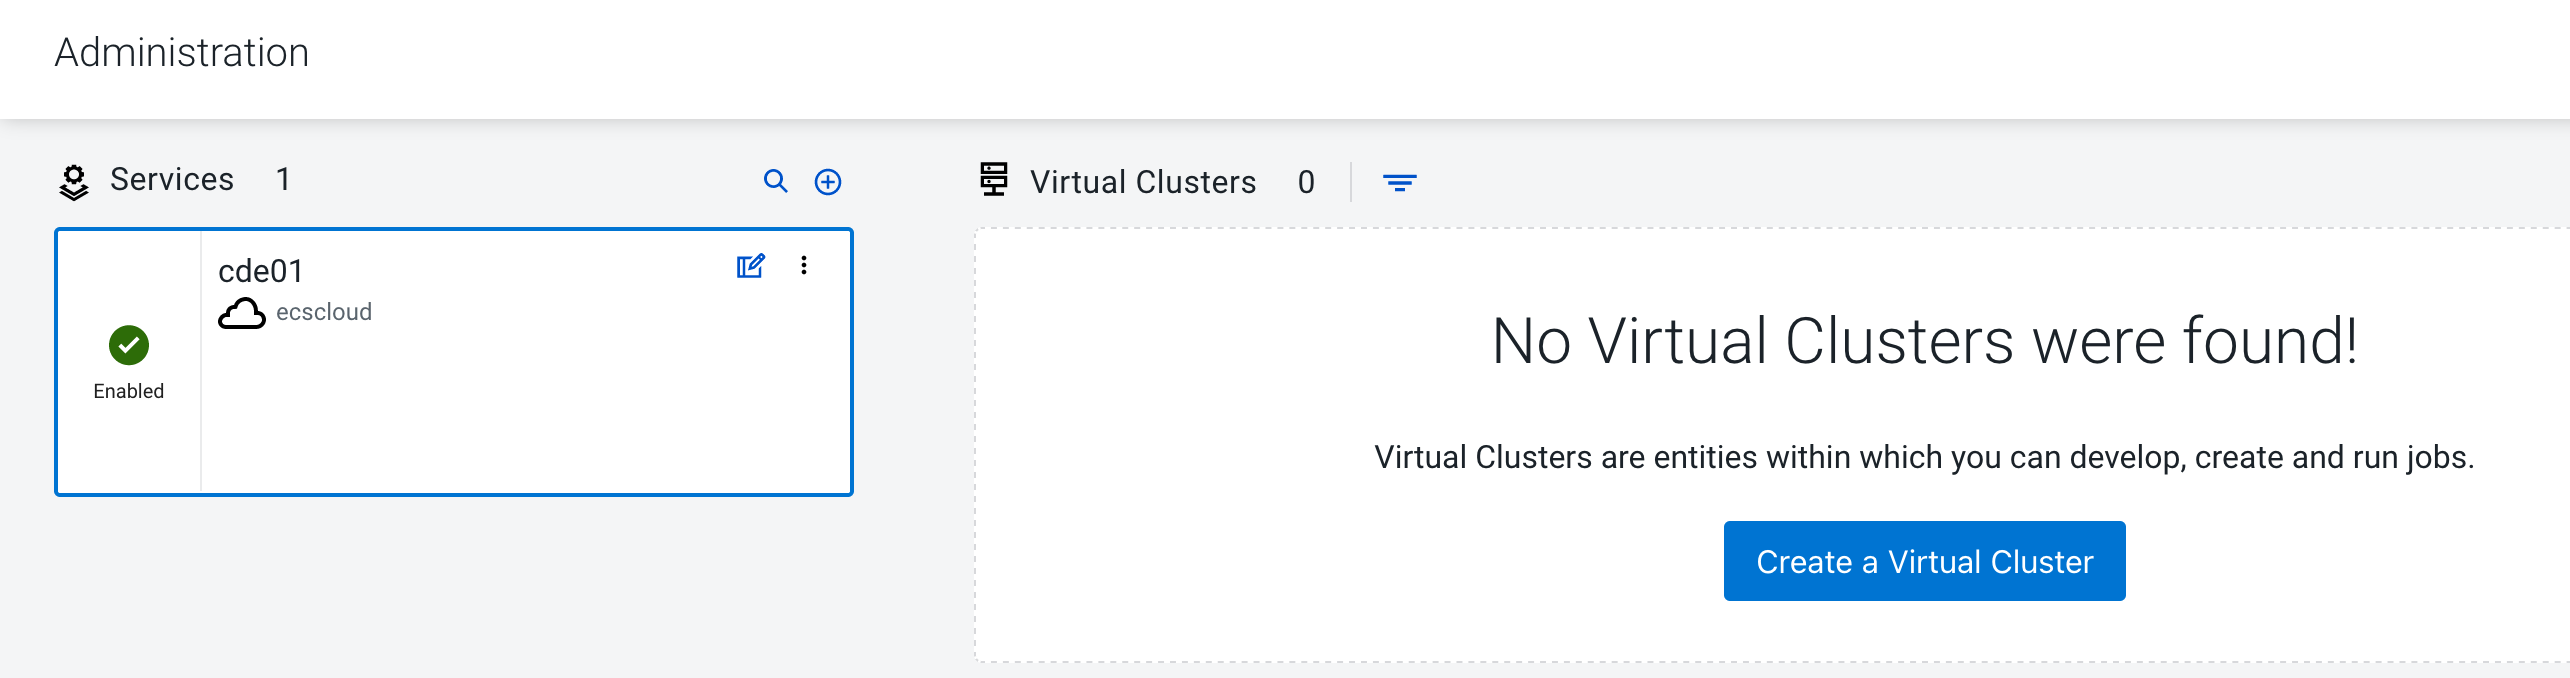 Administration
Services 1
cde01
ecscloud
Enabled
Virtual Clusters 0
No Virtual Clusters were found!
Virtual Clusters are entities within which you can develop, create and run jobs.
Create a Virtual Cluster